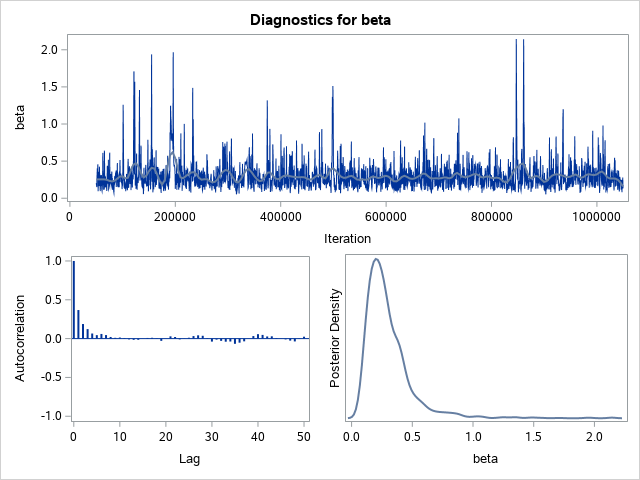 Diagnostics for beta
beta
2.0
1.5
1.0
0.5
0.0
0 200000 400000 600000 800000 1000000
Iteration
Autocorrelation
1.0
0.5
0.0
-0.5
-1.0
0 10 20 30 40 50
Lag
Posterior Density
0.0 0.5 1.0 1.5 2.0
beta